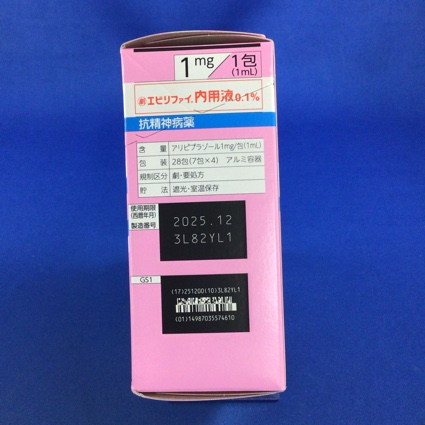 1mg/1包
(1mL)
劇 エビリファイ®内用液0.1%
抗精神病薬
含 量 アリピプラゾール1mg/包(1mL)
包 装 28包(7包×4) アルミ容器
規制区分 劇・要処方
貯 法 遮光・室温保存
使用期限
(西暦年月)
製造番号
2025.12
3L82YL1
GS1
(17)251200(10)3L82YL1
(01)14987035574610